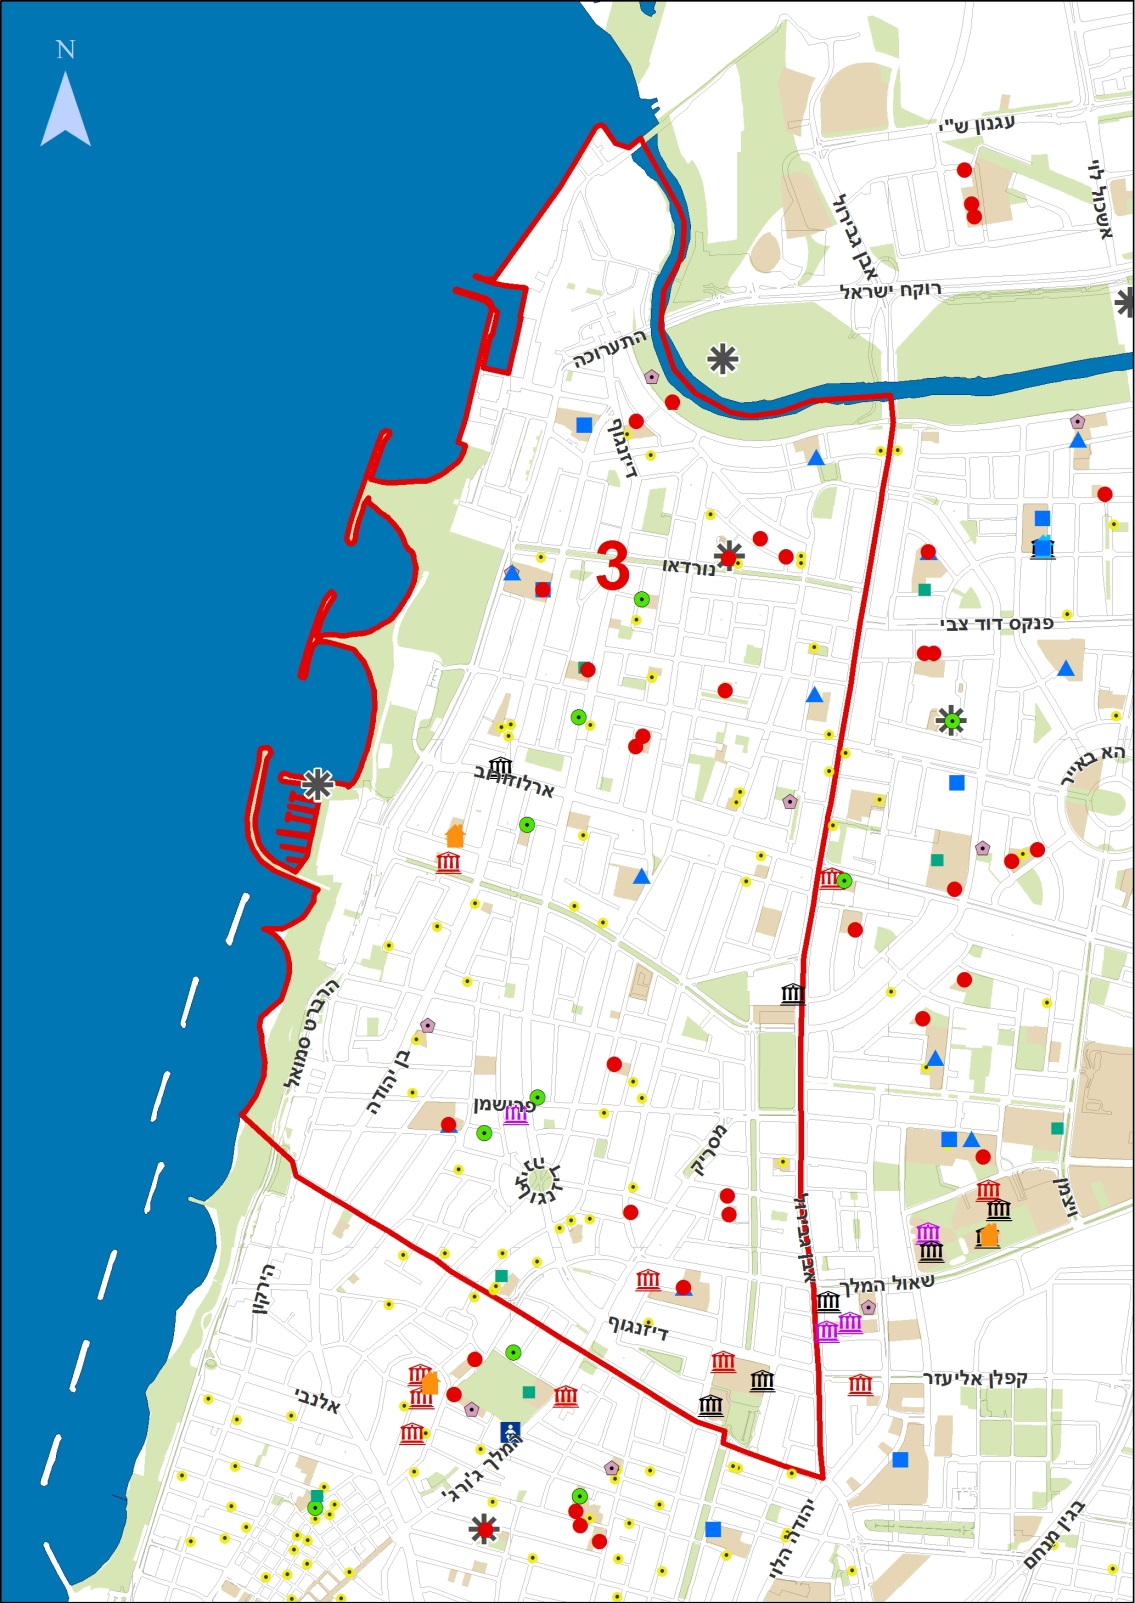 N
עגנון ש"י
אשכול לוי
אבן גבירול
רוקח ישראל
התערוכה
דיזנגוף
3
נורדאו
פנקס דוד צבי
הא באייר
ארלוזורוב
הרברט סמואל
בן יהודה
פרישמן
מסריק
כיכר דיזנגוף
ויצמן
אבן גבירול
שאול המלך
הירקון
דיזנגוף
קפלן אליעזר
אלנבי
המלך ג'ורג'
יהודה הלוי
בגין מנחם